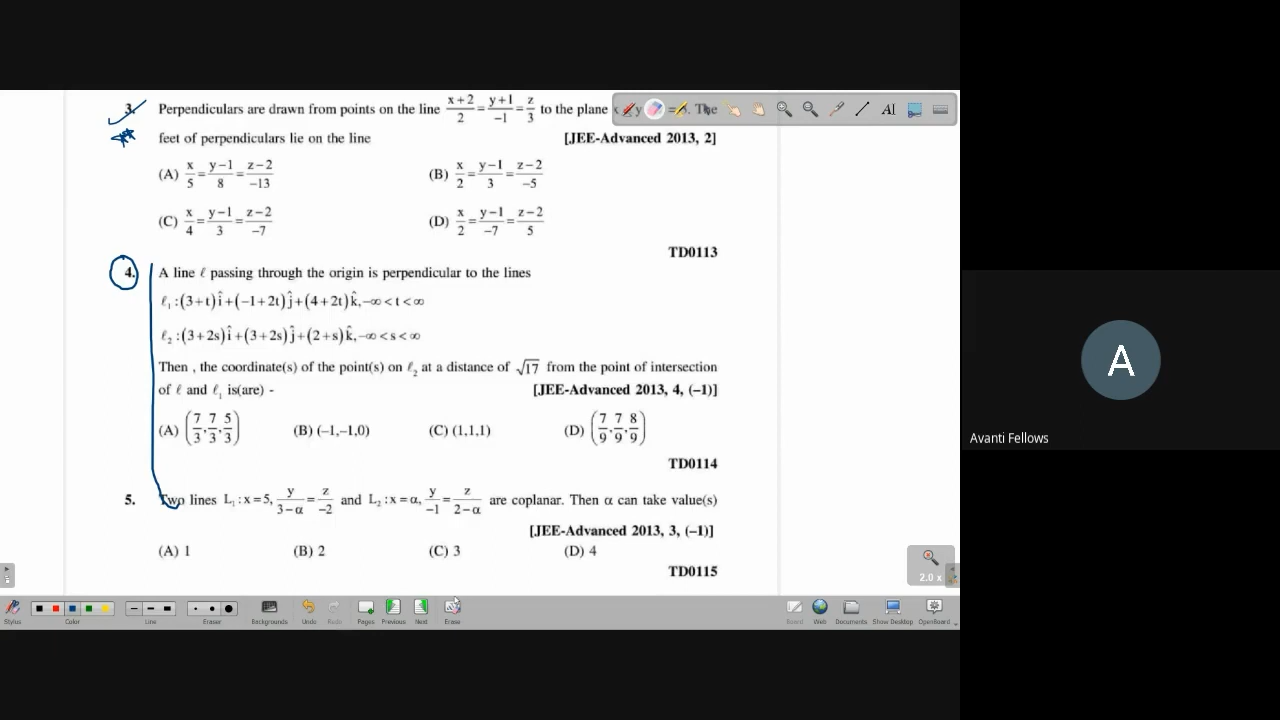 3. Perpendiculars are drawn from points on the line (x+2)/2 = (y+1)/-1 = z/3 to the plane x y = . The
feet of perpendiculars lie on the line [JEE-Advanced 2013, 2]
(A) x/5 = (y-1)/8 = (z-2)/-13 (B) x/2 = (y-1)/3 = (z-2)/-5
(C) x/4 = (y-1)/3 = (z-2)/-7 (D) x/2 = (y-1)/-7 = (z-2)/5
TD0113
4. A line ℓ passing through the origin is perpendicular to the lines
ℓ₁ : (3+t)î + (-1+2t)ĵ + (4+2t)k̂, -∞ < t < ∞
ℓ₂ : (3+2s)î + (3+2s)ĵ + (2+s)k̂, -∞ < s < ∞
Then , the coordinate(s) of the point(s) on ℓ₂ at a distance of √17 from the point of intersection
of ℓ and ℓ₁ is(are) - [JEE-Advanced 2013, 4, (–1)]
(A) (7/3, 7/3, 5/3) (B) (–1,–1,0) (C) (1,1,1) (D) (7/9, 7/9, 8/9)
TD0114
5. Two lines L₁ : x = 5, y/(3-α) = z/-2 and L₂ : x = α, y/-1 = z/(2-α) are coplanar. Then α can take value(s)
[JEE-Advanced 2013, 3, (–1)]
(A) 1 (B) 2 (C) 3 (D) 4
TD0115
A
Avanti Fellows
2.0 x
Stylus Color Line Eraser Backgrounds Undo Redo Pages Previous Next Erase Board Web Documents Show Desktop OpenBoard